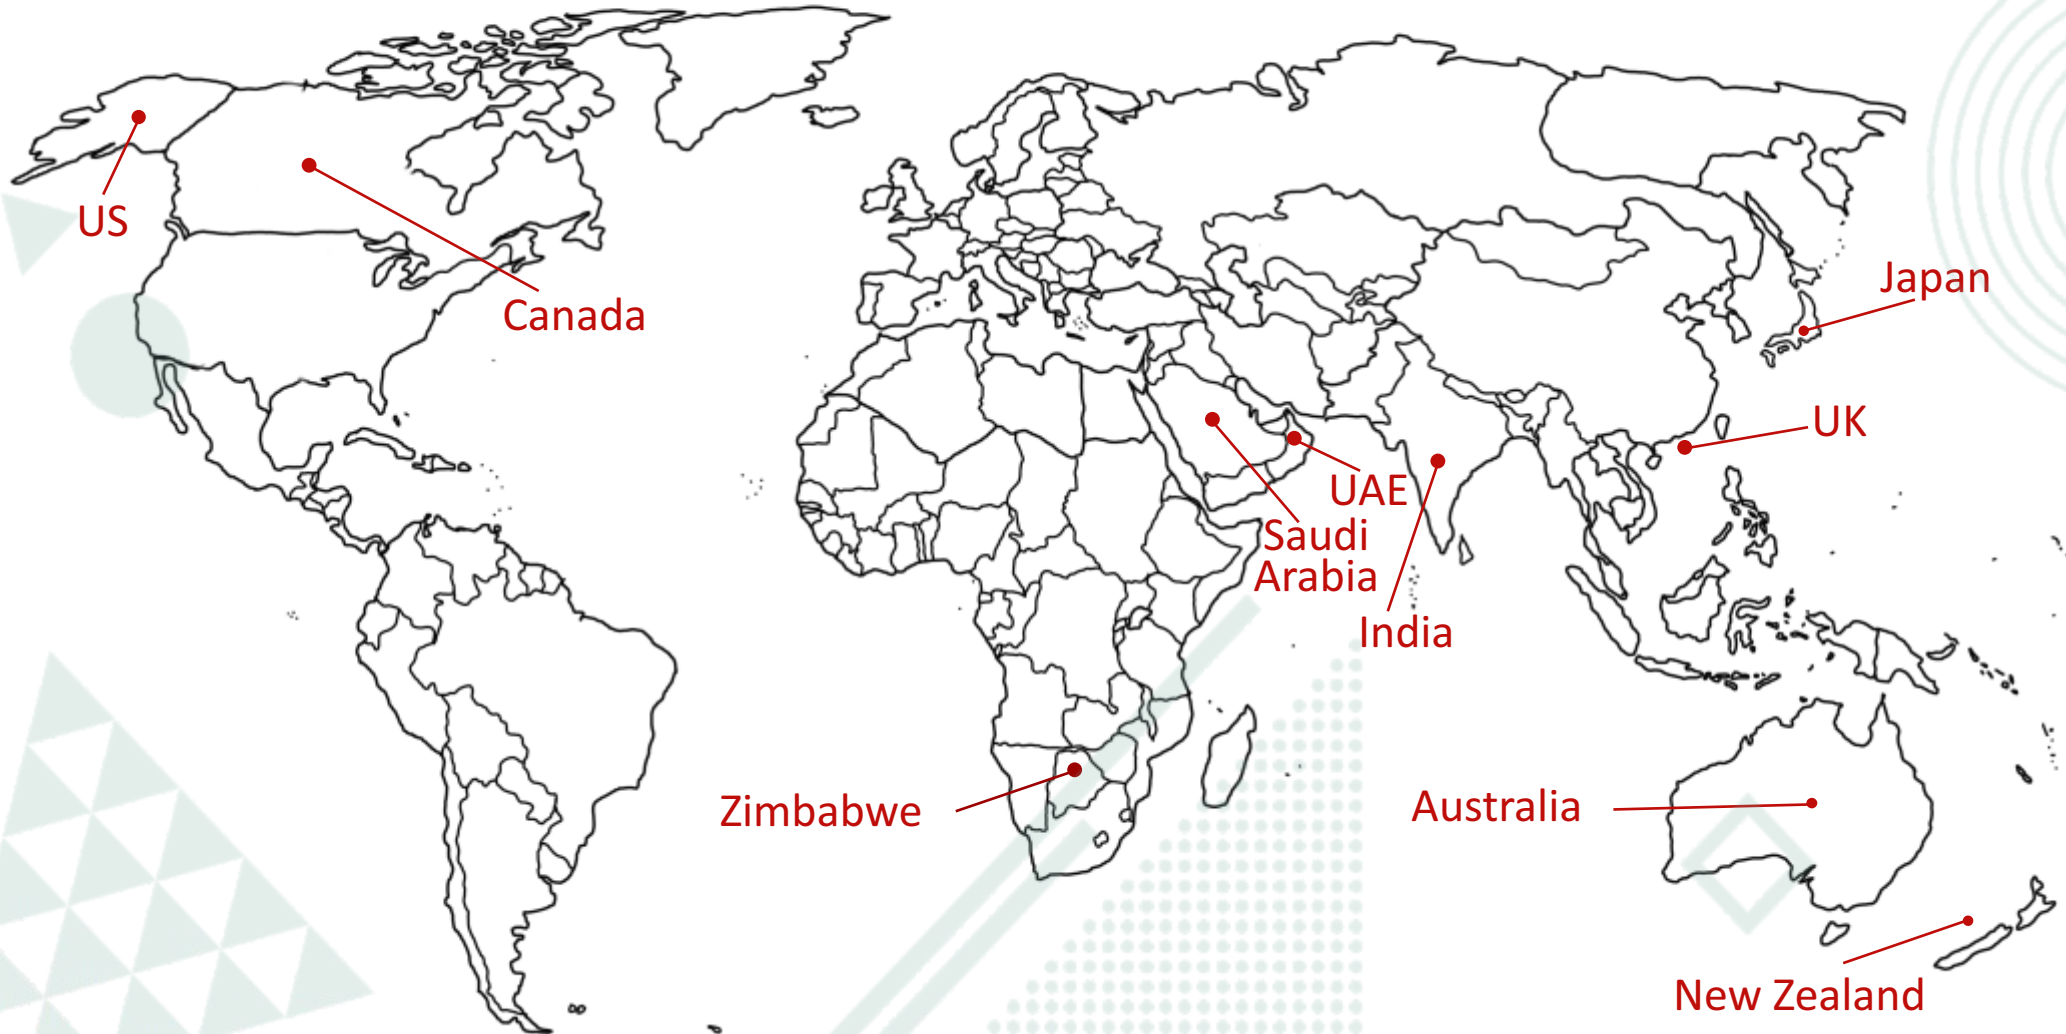 US
Canada
Japan
UK
UAE
Saudi
Arabia
India
Zimbabwe
Australia
New Zealand